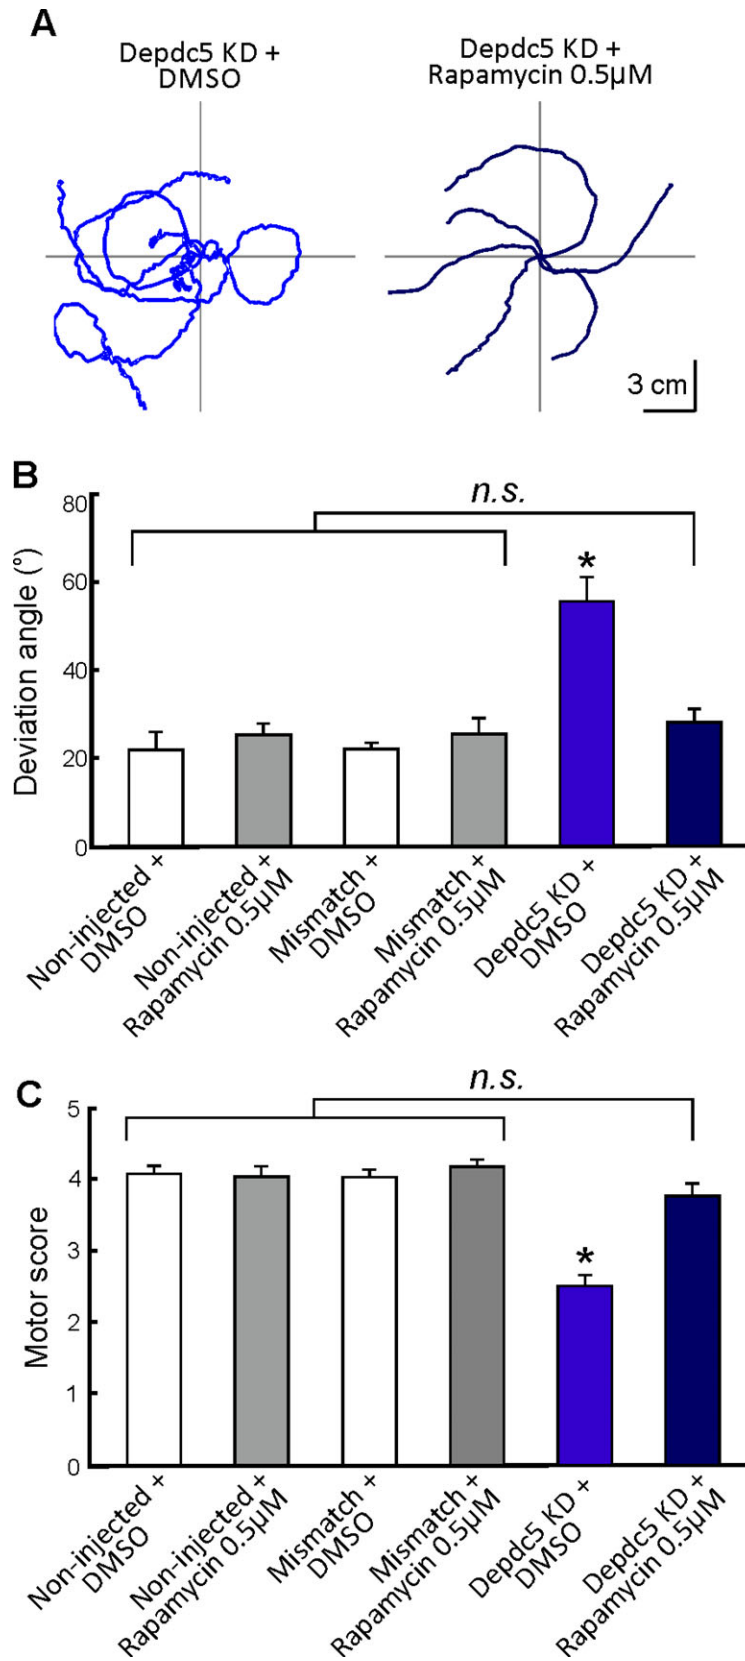 A
Depdc5 KD +
DMSO
Depdc5 KD +
Rapamycin 0.5µM
3 cm
B
n.s.
Deviation angle (°)
80
60
40
20
0
*
Non-injected +
DMSO
Non-injected +
Rapamycin 0.5µM
Mismatch +
DMSO
Mismatch +
Rapamycin 0.5µM
Depdc5 KD +
DMSO
Depdc5 KD +
Rapamycin 0.5µM
C
n.s.
Motor score
5
4
3
2
1
0
*
Non-injected +
DMSO
Non-injected +
Rapamycin 0.5µM
Mismatch +
DMSO
Mismatch +
Rapamycin 0.5µM
Depdc5 KD +
DMSO
Depdc5 KD +
Rapamycin 0.5µM